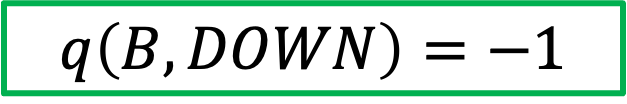 q(B, DOWN) = −1